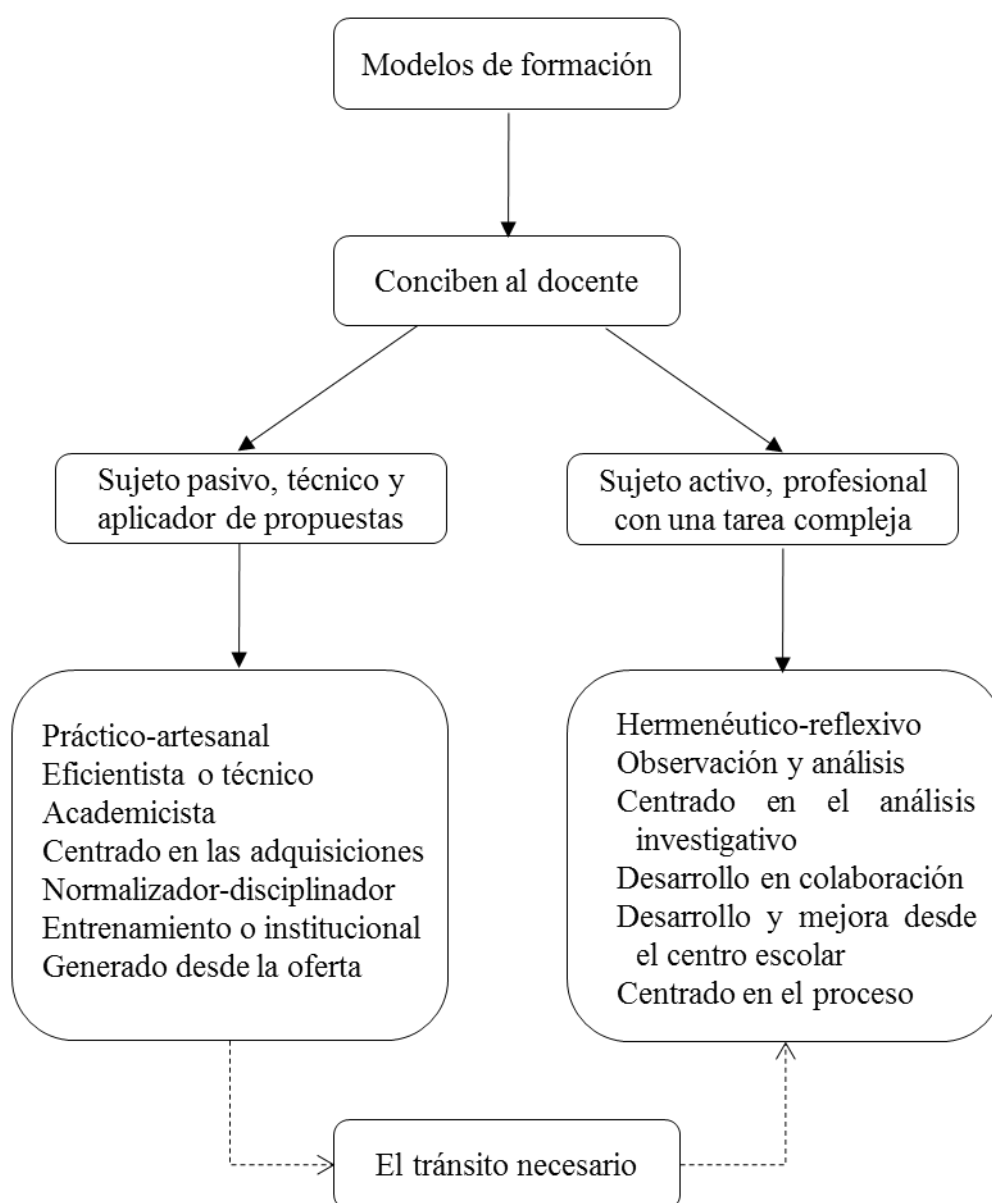 Modelos de formación
Conciben al docente
Sujeto pasivo, técnico y
aplicador de propuestas
Sujeto activo, profesional
con una tarea compleja
Práctico-artesanal
Eficientista o técnico
Academicista
Centrado en las adquisiciones
Normalizador-disciplinador
Entrenamiento o institucional
Generado desde la oferta
Hermenéutico-reflexivo
Observación y análisis
Centrado en el análisis
investigativo
Desarrollo en colaboración
Desarrollo y mejora desde
el centro escolar
Centrado en el proceso
El tránsito necesario